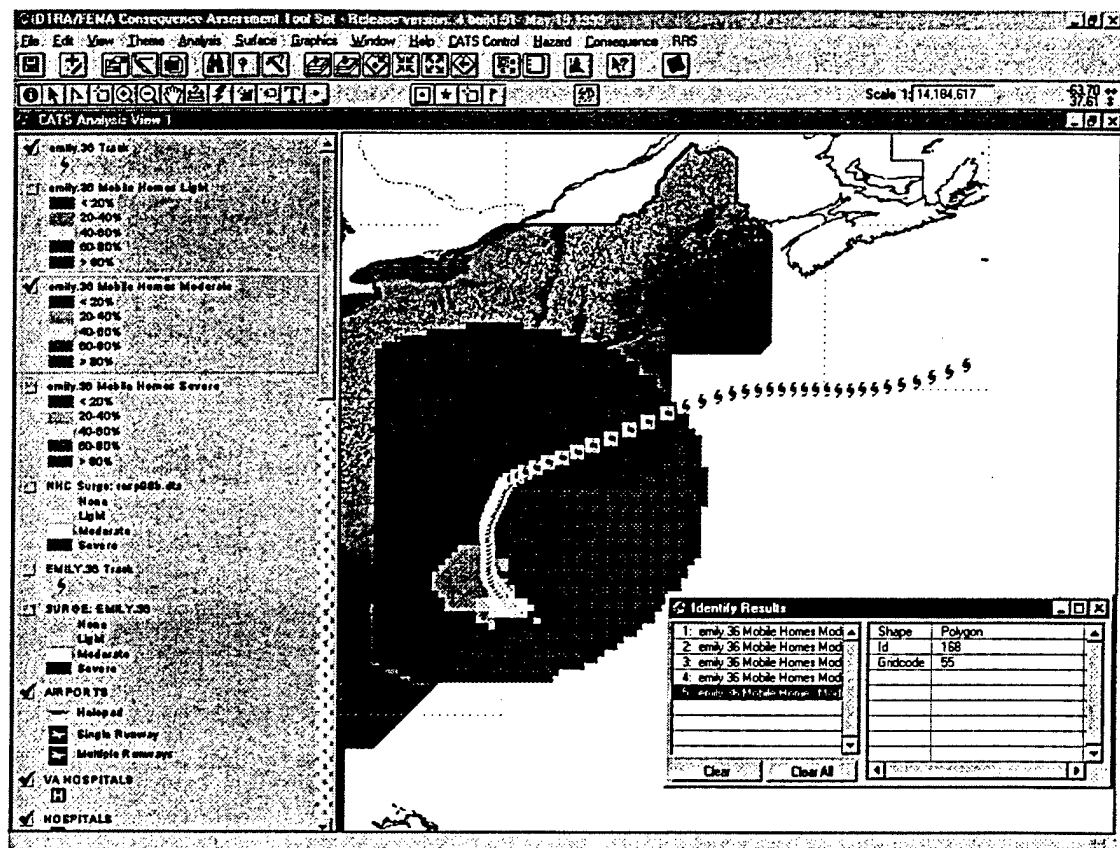 DTRA/FEMA Consequence Assessment Tool Set - Release version: 4 build 91- May 19 1999
File Edit View Theme Analysis Surface Graphics Window Help CATS Control Hazard Consequence RRS
Scale 1: 14,184,617
-63.70
37.61
CATS Analysis View 1
emily.36 Track
emily.36 Mobile Homes Light
< 20%
20-40%
40-60%
60-80%
> 80%
emily.36 Mobile Homes Moderate
< 20%
20-40%
40-60%
60-80%
> 80%
emily.36 Mobile Homes Severe
< 20%
20-40%
40-60%
60-80%
> 80%
NHC Surge:
None
Light
Moderate
Severe
EMILY.36 Track
SURGE: EMILY.36
None
Light
Moderate
Severe
AIRPORTS
Helopad
Single Runway
Multiple Runways
VA HOSPITALS
H
HOSPITALS
Identify Results
1: emily.36 Mobile Homes Mod
2: emily.36 Mobile Homes Mod
3: emily.36 Mobile Homes Mod
4: emily.36 Mobile Homes Mod
5: emily.36 Mobile Homes Mod
Shape Polygon
Id 168
Gridcode 55
Clear Clear All